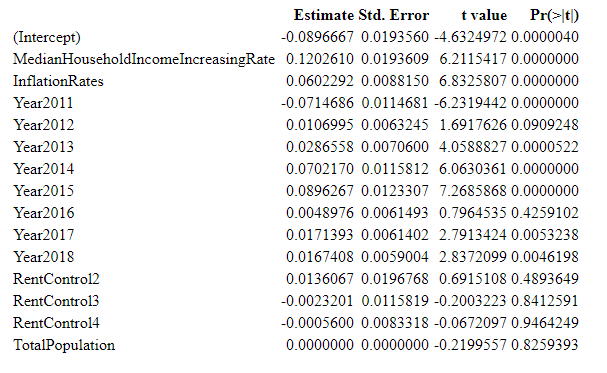 Estimate Std. Error t value Pr(>|t|)
(Intercept) -0.0896667 0.0193560 -4.6324972 0.0000040
MedianHouseholdIncomeIncreasingRate 0.1202610 0.0193609 6.2115417 0.0000000
InflationRates 0.0602292 0.0088150 6.8325807 0.0000000
Year2011 -0.0714686 0.0114681 -6.2319442 0.0000000
Year2012 0.0106995 0.0063245 1.6917626 0.0909248
Year2013 0.0286558 0.0070600 4.0588827 0.0000522
Year2014 0.0702170 0.0115812 6.0630361 0.0000000
Year2015 0.0896267 0.0123307 7.2685868 0.0000000
Year2016 0.0048976 0.0061493 0.7964535 0.4259102
Year2017 0.0171393 0.0061402 2.7913424 0.0053238
Year2018 0.0167408 0.0059004 2.8372099 0.0046198
RentControl2 0.0136067 0.0196768 0.6915108 0.4893649
RentControl3 -0.0023201 0.0115819 -0.2003223 0.8412591
RentControl4 -0.0005600 0.0083318 -0.0672097 0.9464249
TotalPopulation 0.0000000 0.0000000 -0.2199557 0.8259393